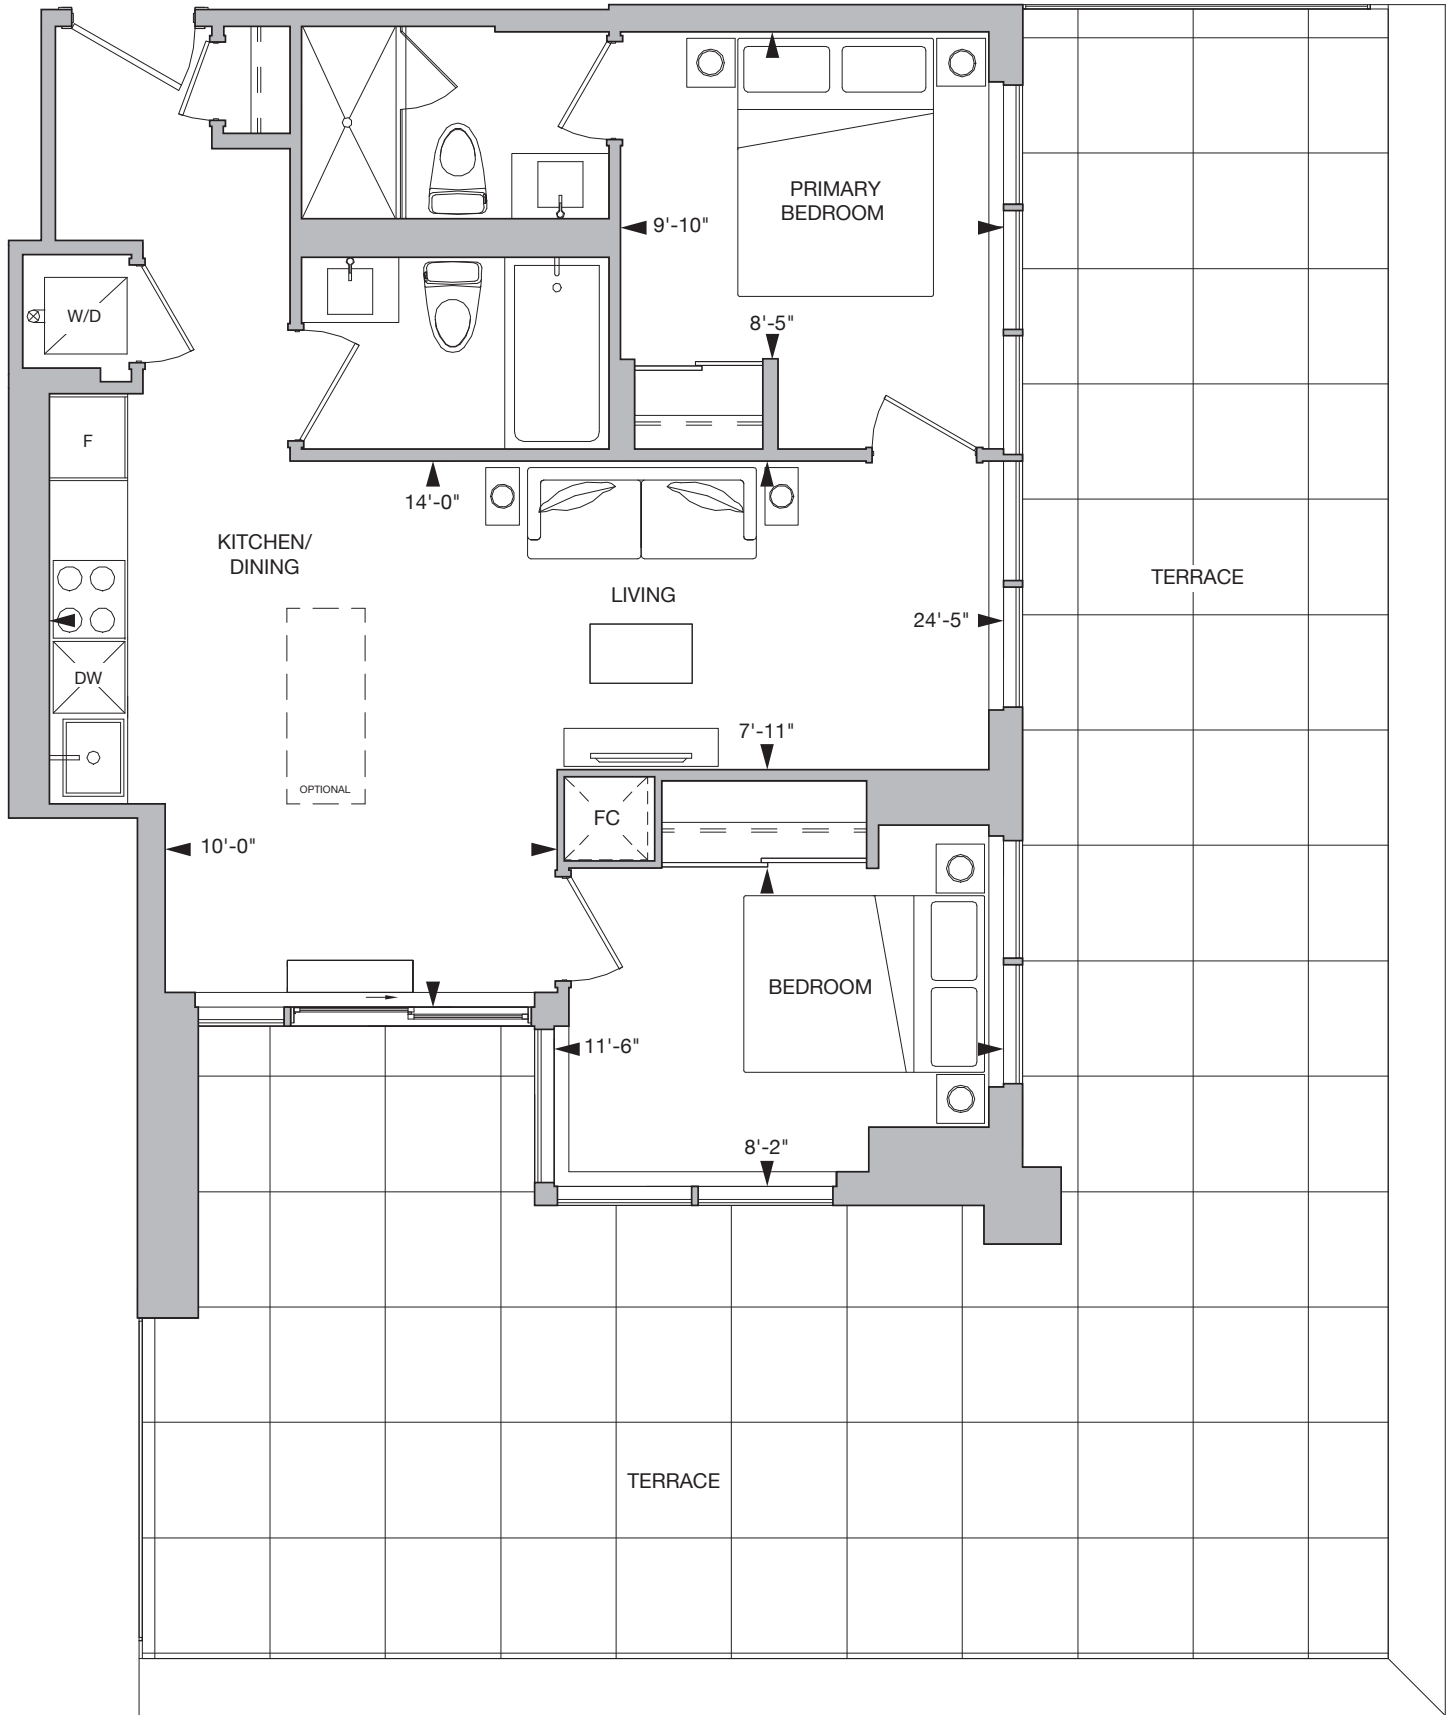 PRIMARY
BEDROOM
9'-10"
W/D
8'-5"
F
14'-0"
KITCHEN/
DINING
LIVING
TERRACE
24'-5"
DW
7'-11"
OPTIONAL
FC
10'-0"
BEDROOM
11'-6"
8'-2"
TERRACE